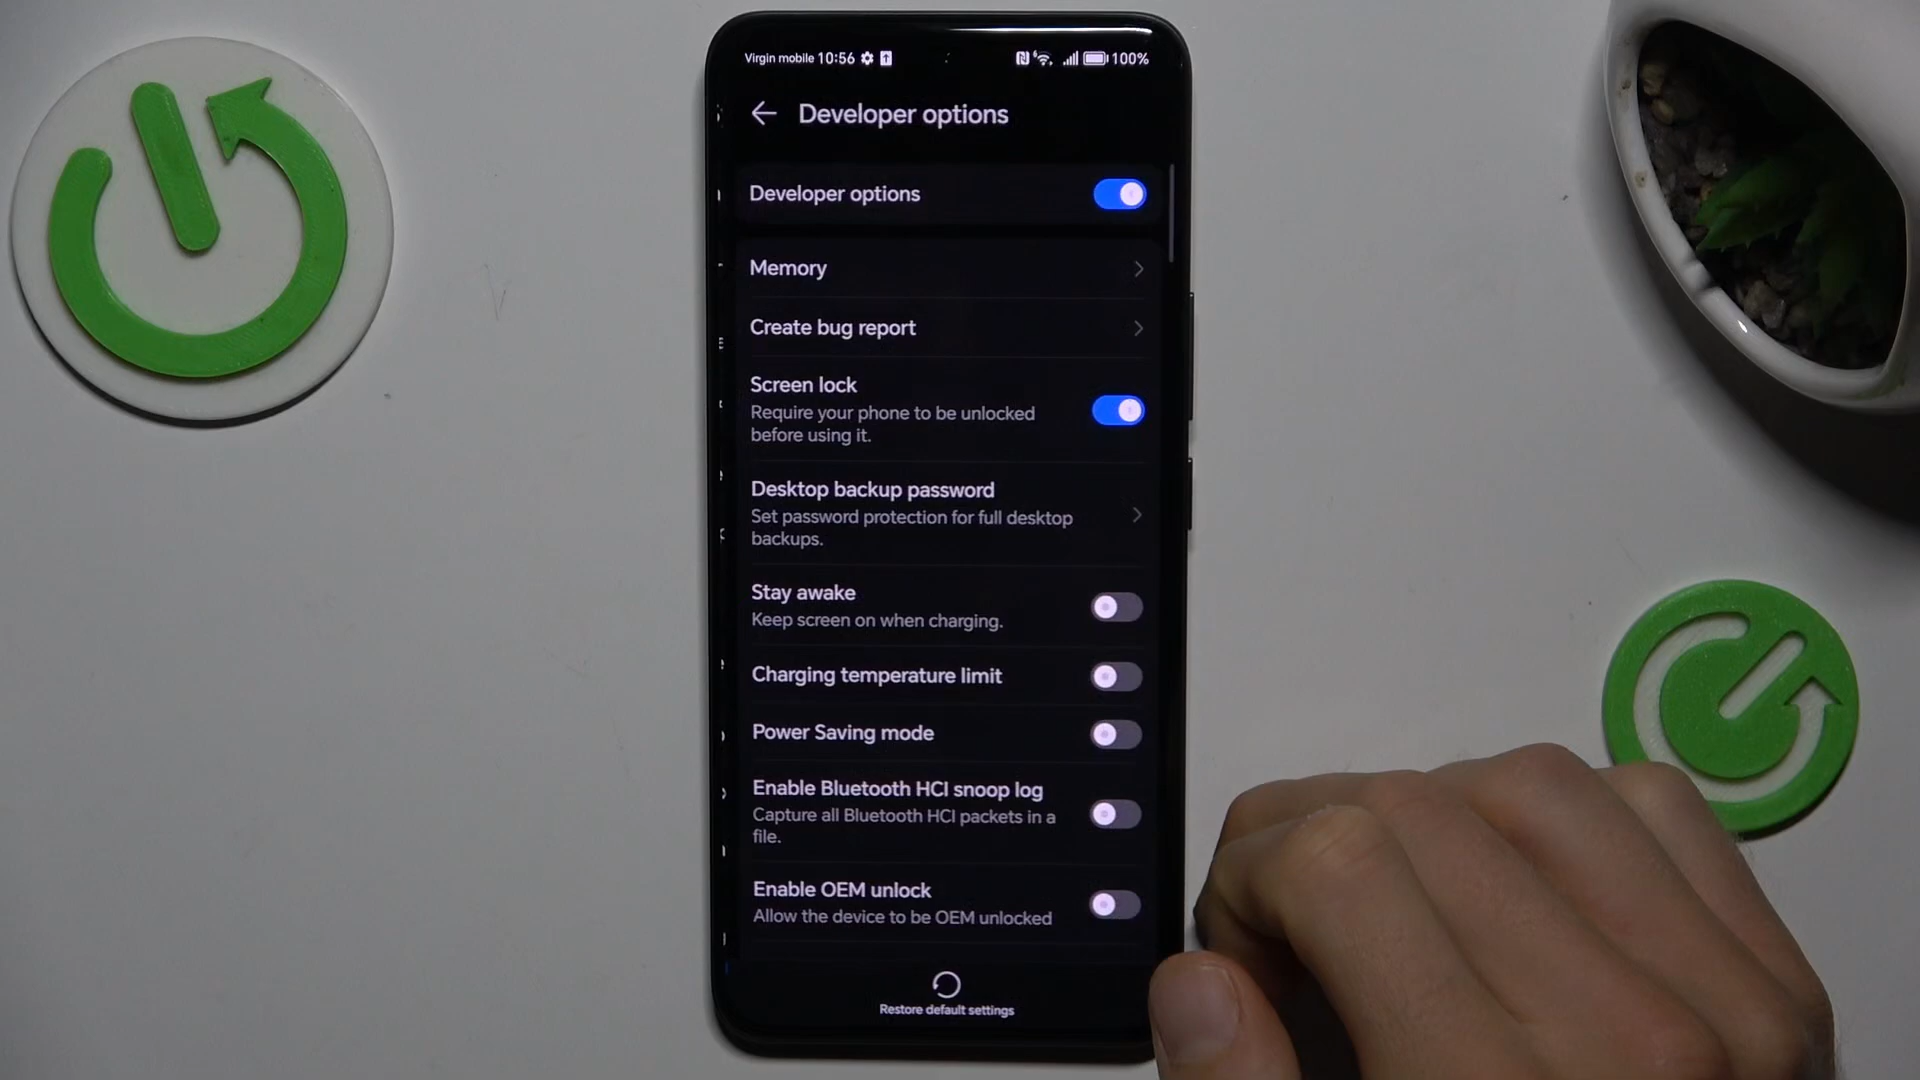 Virgin mobile 10:56 100%
Developer options
Developer options
Memory
Create bug report
Screen lock
Require your phone to be unlocked
before using it.
Desktop backup password
Set password protection for full desktop
backups.
Stay awake
Keep screen on when charging.
Charging temperature limit
Power Saving mode
Enable Bluetooth HCI snoop log
Capture all Bluetooth HCI packets in a
file.
Enable OEM unlock
Allow the device to be OEM unlocked
Restore default settings